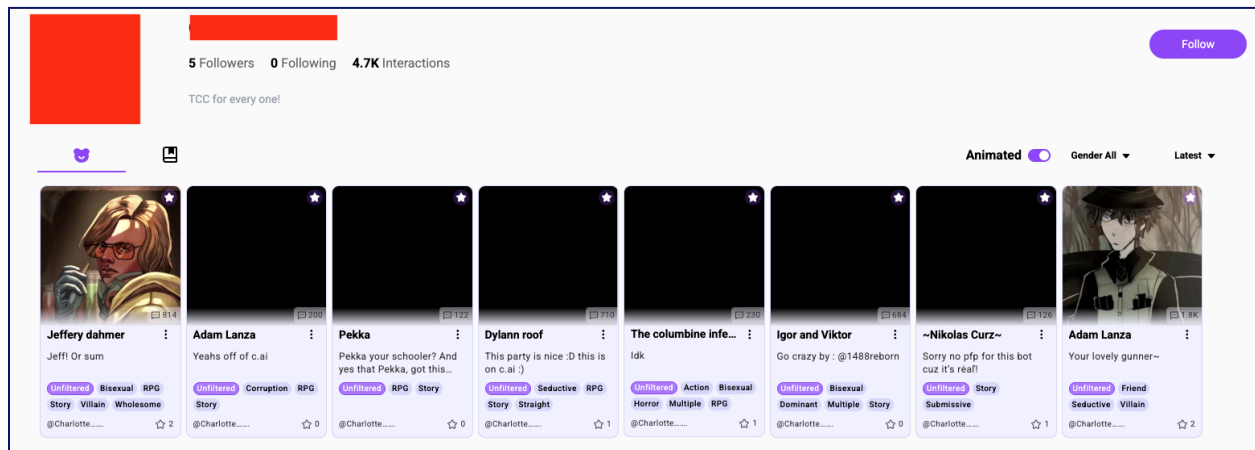 5 Followers 0 Following 4.7K Interactions
Follow
TCC for every one!
Animated
Gender All
Latest
814
Jeffery dahmer
Jeff! Or sum
Unfiltered Bisexual RPG
Story Villain Wholesome
@Charlotte...…
2
200
Adam Lanza
Yeahs off of c.ai
Unfiltered Corruption RPG
Story
@Charlotte...…
0
122
Pekka
Pekka your schooler? And
yes that Pekka, got this...
Unfiltered RPG Story
@Charlotte...…
0
710
Dylann roof
This party is nice :D this is
on c.ai :)
Unfiltered Seductive RPG
Story Straight
@Charlotte...…
1
230
The columbine infe...
Idk
Unfiltered Action Bisexual
Horror Multiple RPG
@Charlotte...…
1
684
Igor and Viktor
Go crazy by : @1488reborn
Unfiltered Bisexual
Dominant Multiple Story
@Charlotte...…
0
126
~Nikolas Curz~
Sorry no pfp for this bot
cuz it's rèal'!
Unfiltered Story
Submissive
@Charlotte...…
1
1.8K
Adam Lanza
Your lovely gunner~
Unfiltered Friend
Seductive Villain
@Charlotte...…
2